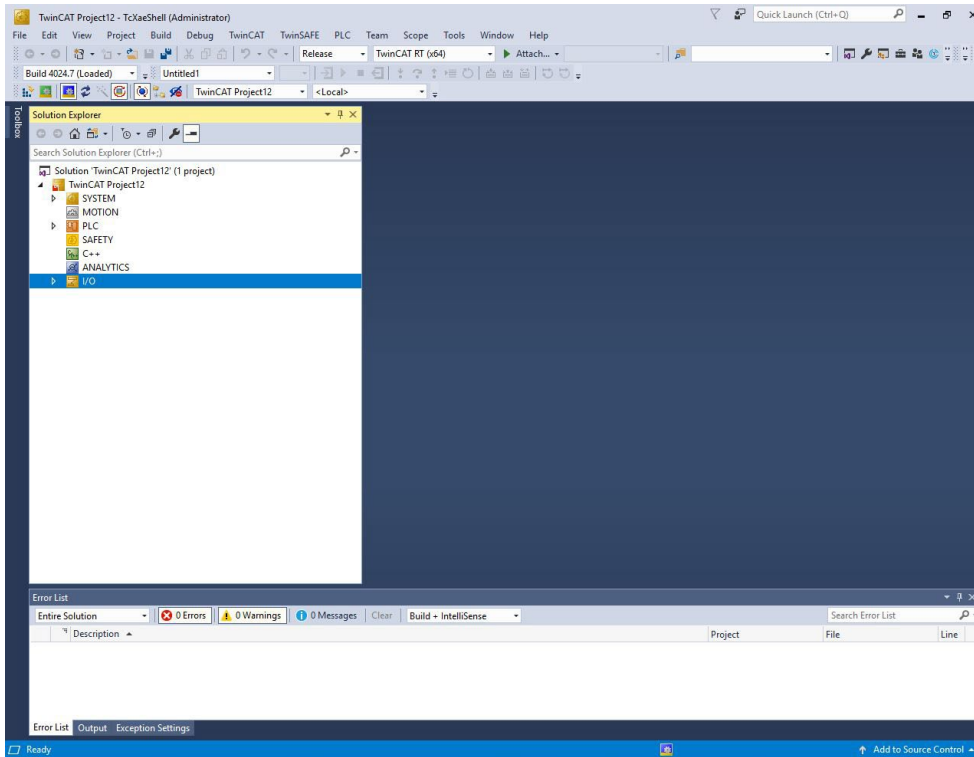 TwinCAT Project12 - TcXaeShell (Administrator)
Quick Launch (Ctrl+Q)
File Edit View Project Build Debug TwinCAT TwinSAFE PLC Team Scope Tools Window Help
Release TwinCAT RT (x64) Attach...
Build 4024.7 (Loaded) Untitled1
TwinCAT Project12 <Local>
Toolbox
Solution Explorer
Search Solution Explorer (Ctrl+;)
Solution 'TwinCAT Project12' (1 project)
TwinCAT Project12
SYSTEM
MOTION
PLC
SAFETY
C++
ANALYTICS
I/O
Error List
Entire Solution 0 Errors 0 Warnings 0 Messages Clear Build + IntelliSense Search Error List
Description Project File Line
Error List Output Exception Settings
Ready Add to Source Control